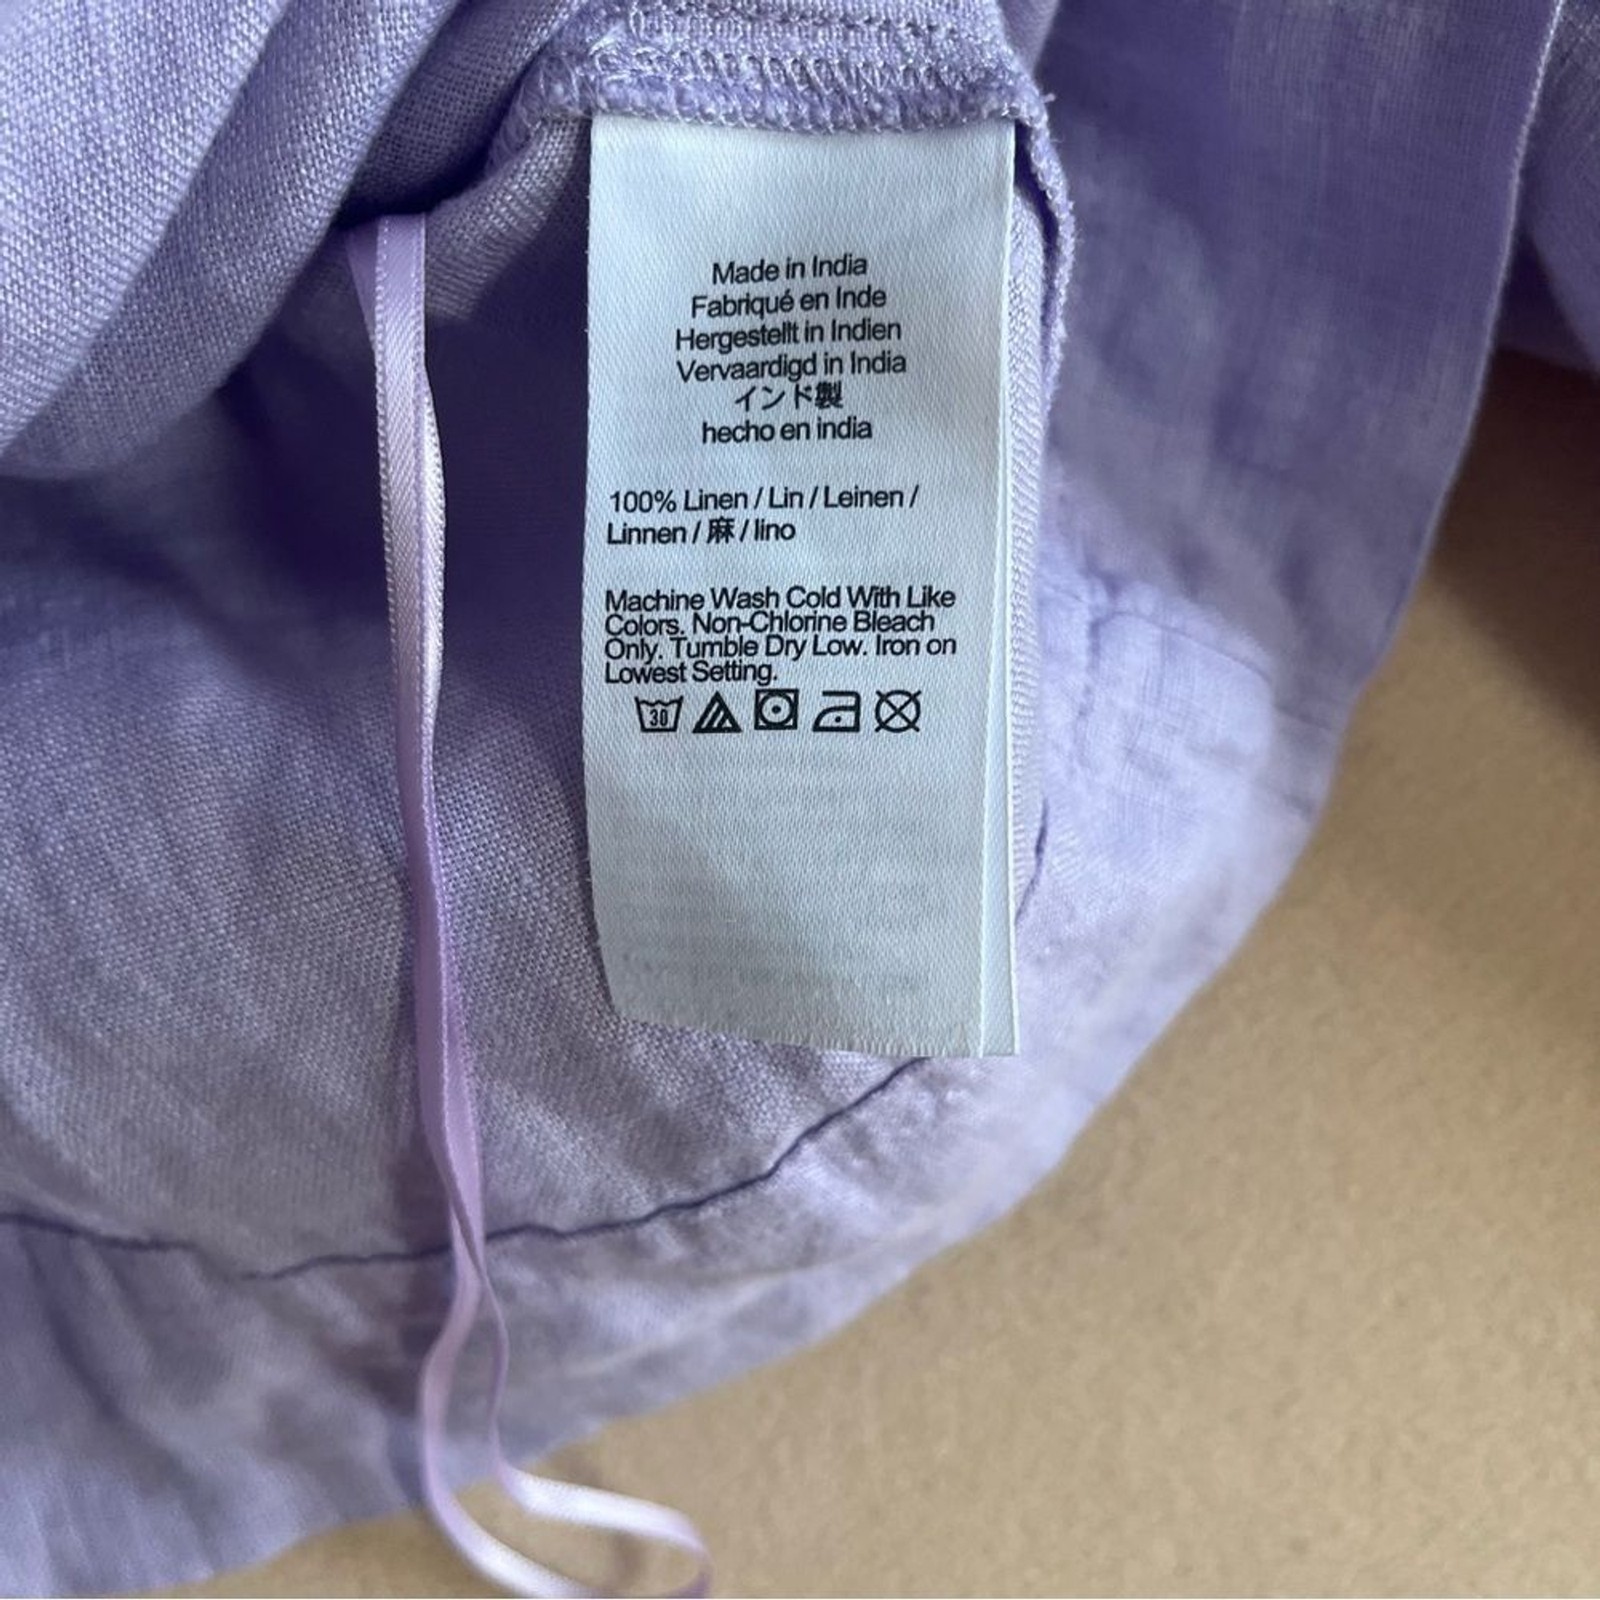 Made in India
Fabriqué en Inde
Hergestellt in Indien
Vervaardigd in India
インド製
hecho en india
100% Linen / Lin / Leinen /
Linnen / 麻 / lino
Machine Wash Cold With Like
Colors. Non-Chlorine Bleach
Only. Tumble Dry Low. Iron on
Lowest Setting.
30